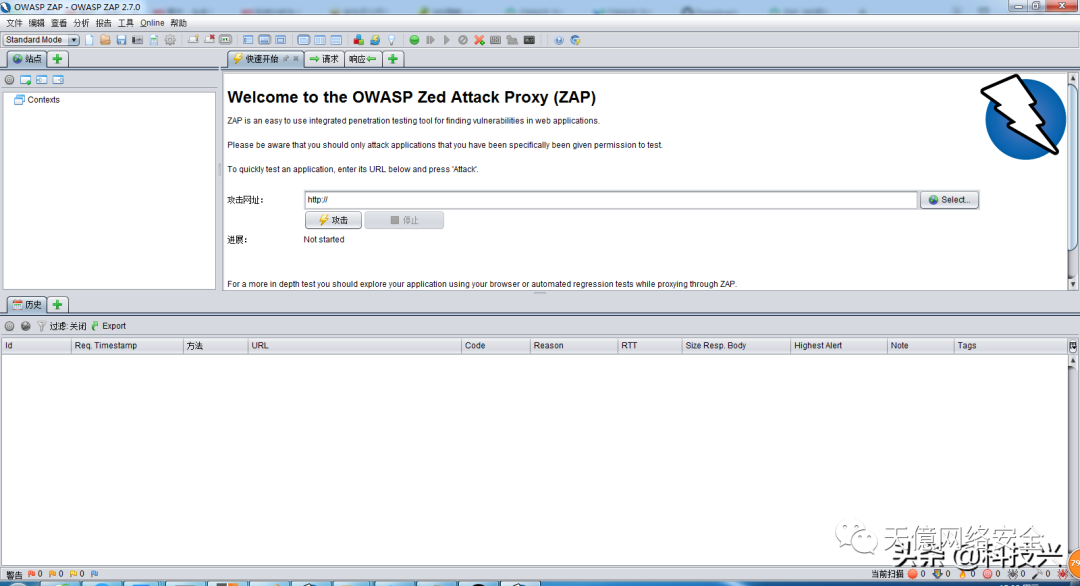 OWASP ZAP - OWASP ZAP 2.7.0
文件 编辑 查看 分析 报告 工具 Online 帮助
Standard Mode
站点
快速开始 请求 响应
Contexts
Welcome to the OWASP Zed Attack Proxy (ZAP)
ZAP is an easy to use integrated penetration testing tool for finding vulnerabilities in web applications.
Please be aware that you should only attack applications that you have been specifically been given permission to test.
To quickly test an application, enter its URL below and press 'Attack'.
攻击网址: http:// Select...
攻击 停止
进展: Not started
For a more in depth test you should explore your application using your browser or automated regression tests while proxying through ZAP.
历史
过滤: 关闭 Export
Id Req. Timestamp 方法 URL Code Reason RTT Size Resp. Body Highest Alert Note Tags
无億网络安全
头条 @科技兴
警告 0 0 0 当前扫描 0 0 0 0 0 0